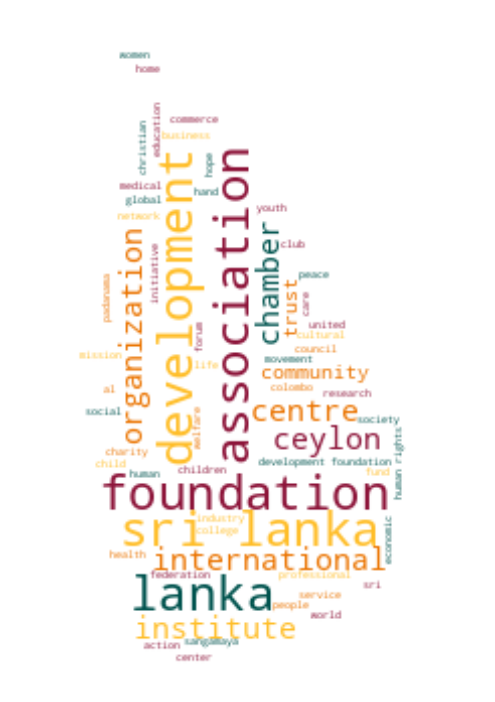 women
home
commerce
education
christian
business
development
association
hope
medical
hand
global
network
youth
chamber
organization
club
initiative
peace
padanama
trust
care
forum
united
cultural
council
mission
movement
life
community
al
colombo
research
social
welfare
centre
society
ceylon
human rights
charity
child
human
children
development foundation
fund
foundation
sri lanka
industry
college
economic
health
international
federation
professional
sri
lanka
service
people
world
institute
action
sangamaya
center